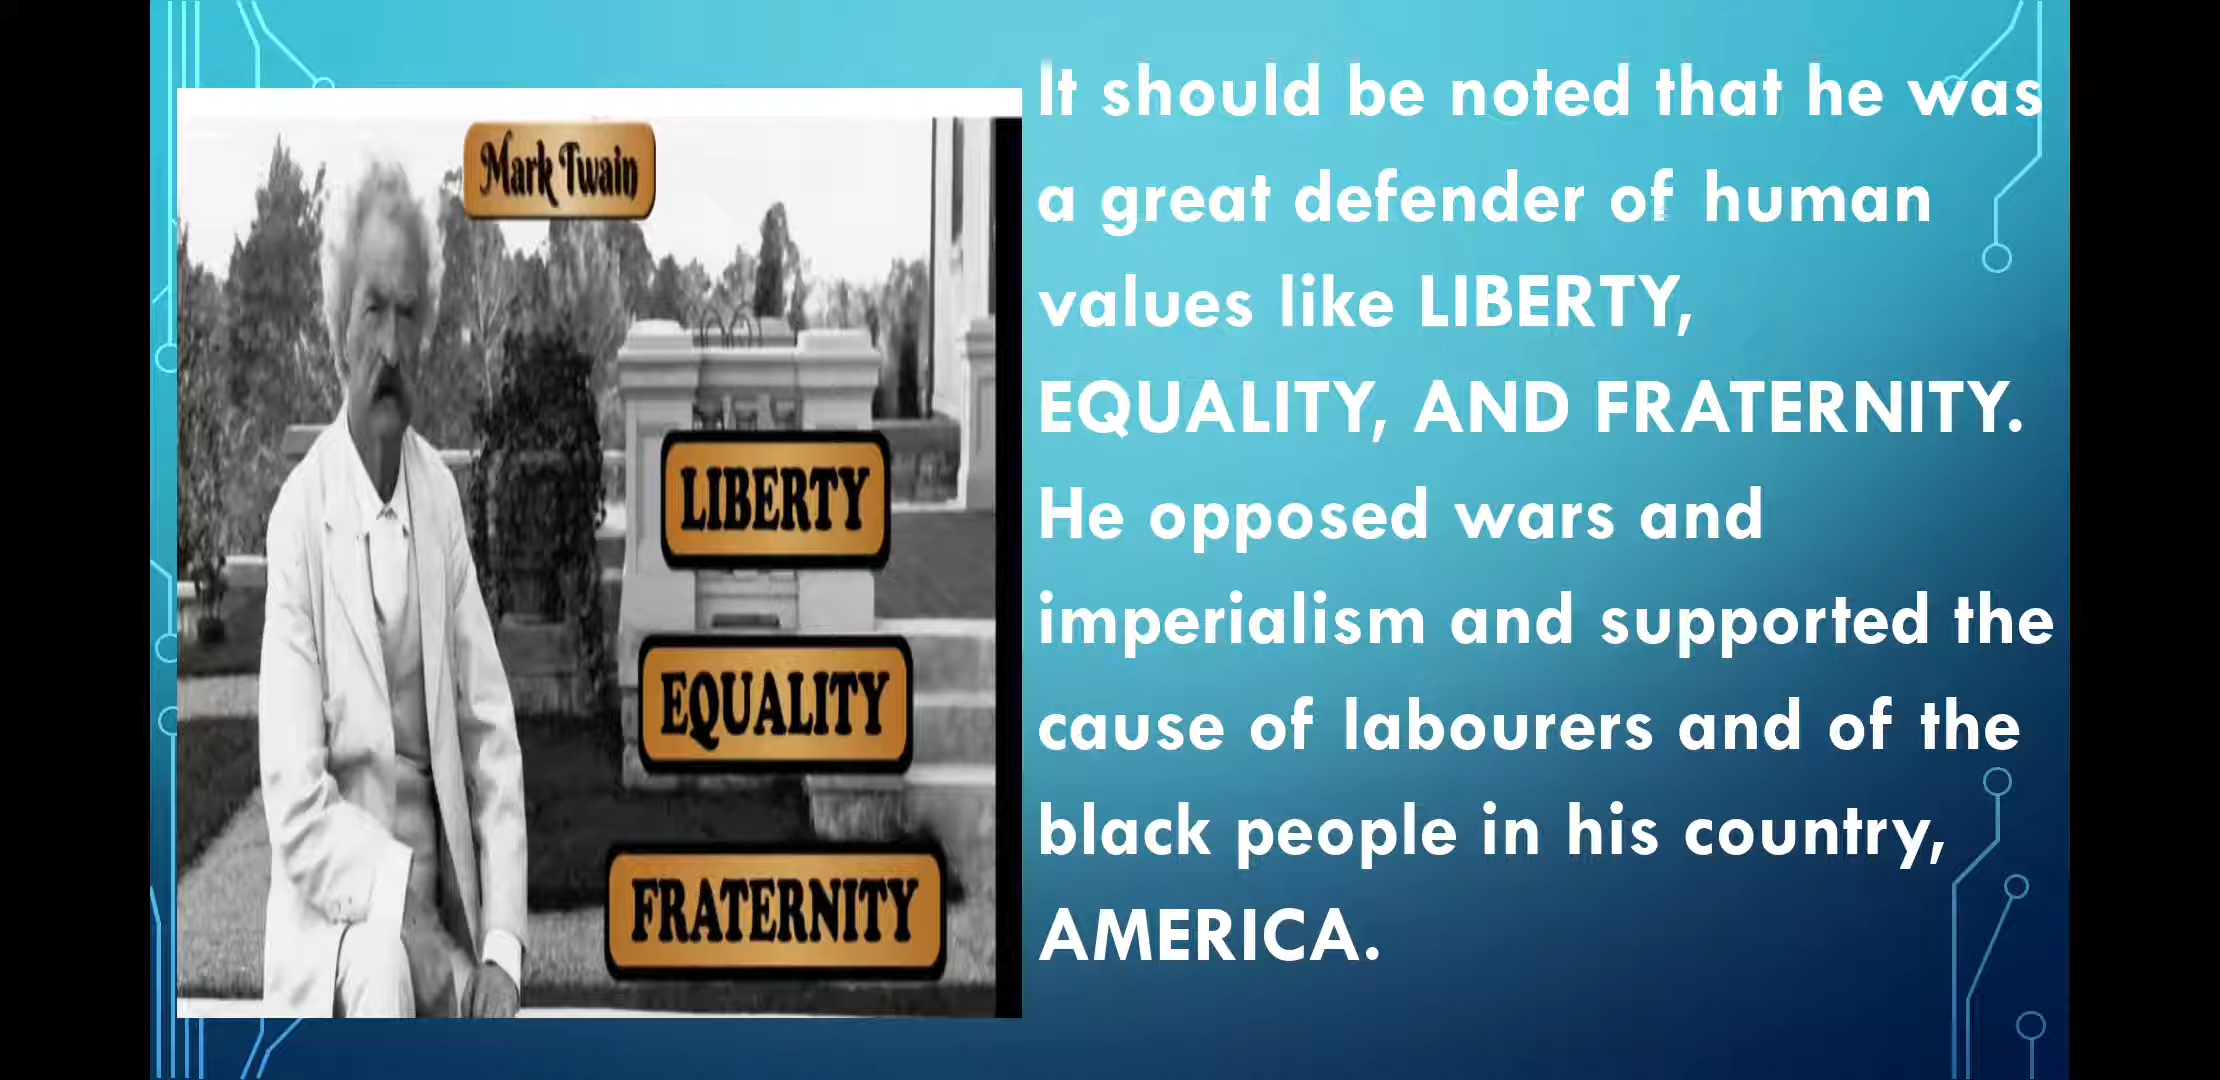 Mark Twain
LIBERTY
EQUALITY
FRATERNITY
It should be noted that he was
a great defender of human
values like LIBERTY,
EQUALITY, AND FRATERNITY.
He opposed wars and
imperialism and supported the
cause of labourers and of the
black people in his country,
AMERICA.